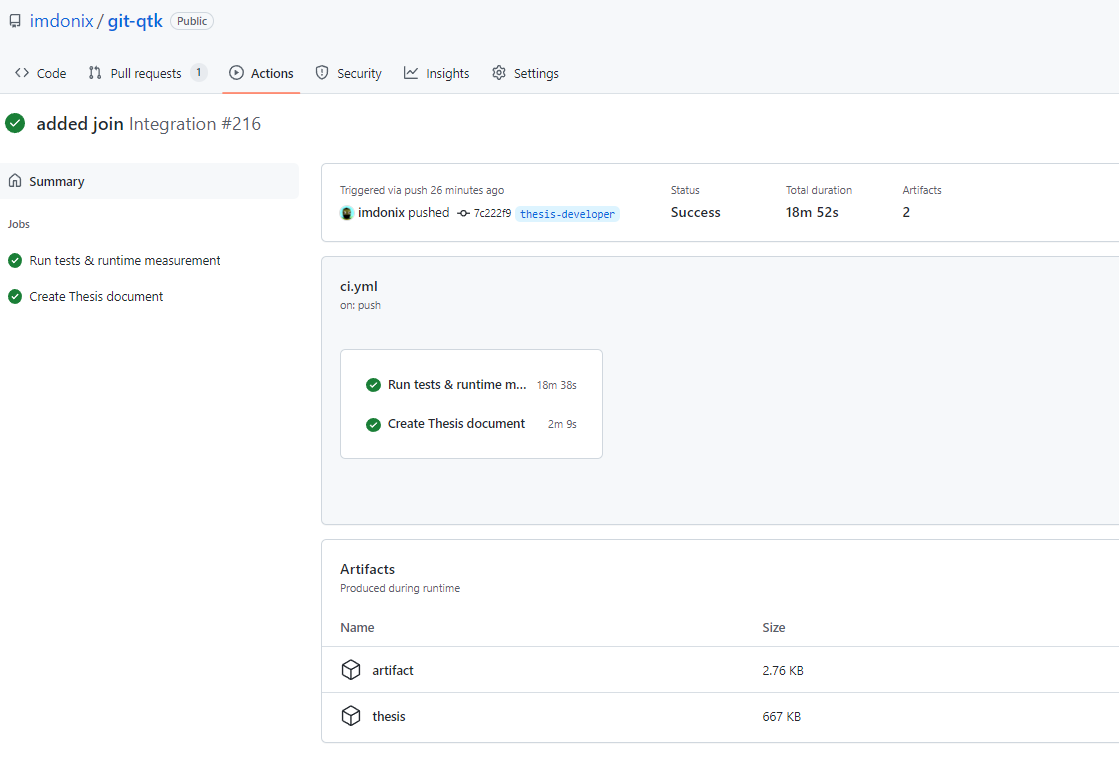 imdonix / git-qtk Public
Code Pull requests 1 Actions Security Insights Settings
added join Integration #216
Summary
Jobs
Run tests & runtime measurement
Create Thesis document
Triggered via push 26 minutes ago
imdonix pushed 7c222f9 thesis-developer
Status
Success
Total duration
18m 52s
Artifacts
2
ci.yml
on: push
Run tests & runtime m... 18m 38s
Create Thesis document 2m 9s
Artifacts
Produced during runtime
Name Size
artifact 2.76 KB
thesis 667 KB